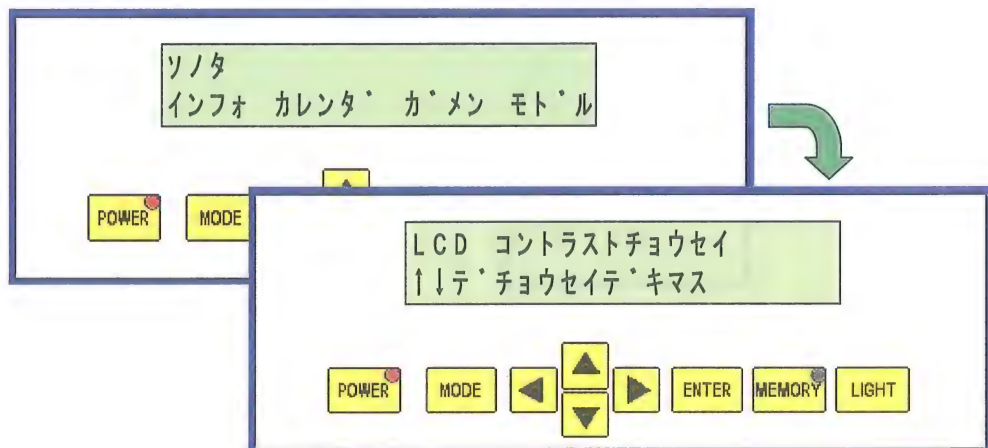 ソノタ
インフォ カレンダ゛ ガ゛メン モド゛ル
POWER MODE
LCD コントラストチョウセイ
↑↓テ゛チョウセイテ゛キマス
POWER MODE ENTER MEMORY LIGHT